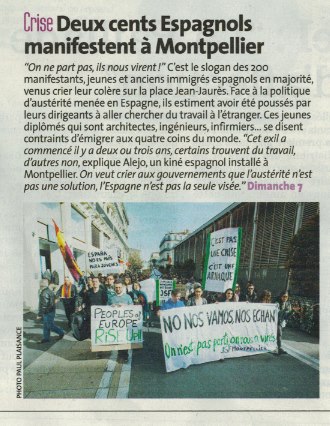 Crise Deux cents Espagnols
manifestent à Montpellier
"On ne part pas, ils nous virent !" C'est le slogan des 200
manifestants, jeunes et anciens immigrés espagnols en majorité,
venus crier leur colère sur la place Jean-Jaurès. Face à la politique
d'austérité menée en Espagne, ils estiment avoir été poussés par
leurs dirigeants à aller chercher du travail à l'étranger. Ces jeunes
diplômés qui sont architectes, ingénieurs, infirmiers... se disent
contraints d'émigrer aux quatre coins du monde. "Cet exil a
commencé il y a deux ou trois ans, certains trouvent du travail,
d'autres non, explique Alejo, un kiné espagnol installé à
Montpellier. On veut crier aux gouvernements que l'austérité n'est
pas une solution, l'Espagne n'est pas la seule visée." Dimanche 7
ESPAÑA
NO ES PAIS
PARA JOVENES
C'EST PAS
UNE CRISE
C'EST UNE
ARNAQUE
PEOPLES OF
EUROPE
RISE UP!
NO NOS VAMOS, NOS ECHAN
On n'est pas parti, on nous a virés
PHOTO PAUL PLAISANCE